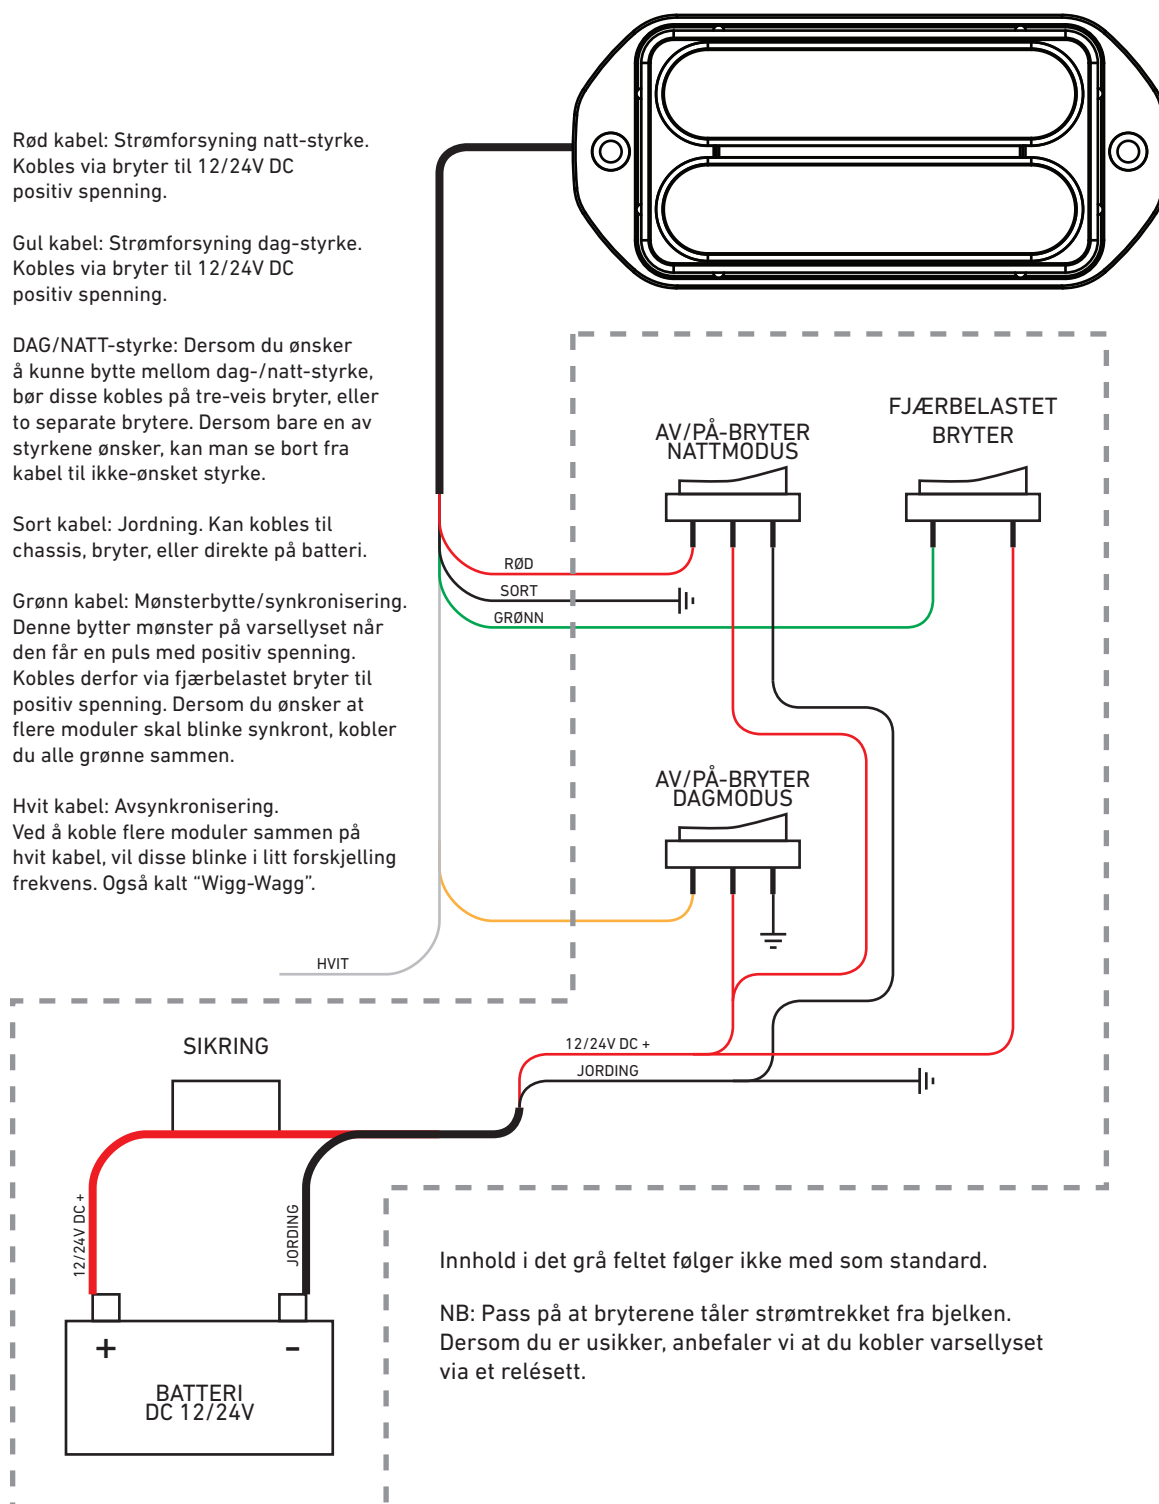 Rød kabel: Strømforsyning natt-styrke.
Kobles via bryter til 12/24V DC
positiv spenning.
Gul kabel: Strømforsyning dag-styrke.
Kobles via bryter til 12/24V DC
positiv spenning.
DAG/NATT-styrke: Dersom du ønsker
å kunne bytte mellom dag-/natt-styrke,
bør disse kobles på tre-veis bryter, eller
to separate brytere. Dersom bare en av
styrkene ønsker, kan man se bort fra
kabel til ikke-ønsket styrke.
Sort kabel: Jordning. Kan kobles til
chassis, bryter, eller direkte på batteri.
Grønn kabel: Mønsterbytte/synkronisering.
Denne bytter mønster på varsellyset når
den får en puls med positiv spenning.
Kobles derfor via fjærbelastet bryter til
positiv spenning. Dersom du ønsker at
flere moduler skal blinke synkront, kobler
du alle grønne sammen.
Hvit kabel: Avsynkronisering.
Ved å koble flere moduler sammen på
hvit kabel, vil disse blinke i litt forskjelling
frekvens. Også kalt “Wigg-Wagg”.
AV/PÅ-BRYTER
NATTMODUS
FJÆRBELASTET
BRYTER
RØD
SORT
GRØNN
AV/PÅ-BRYTER
DAGMODUS
HVIT
SIKRING
12/24V DC +
JORDING
12/24V DC +
JORDING
+
-
BATTERI
DC 12/24V
Innhold i det grå feltet følger ikke med som standard.
NB: Pass på at bryterene tåler strømtrekket fra bjelken.
Dersom du er usikker, anbefaler vi at du kobler varsellyset
via et relésett.